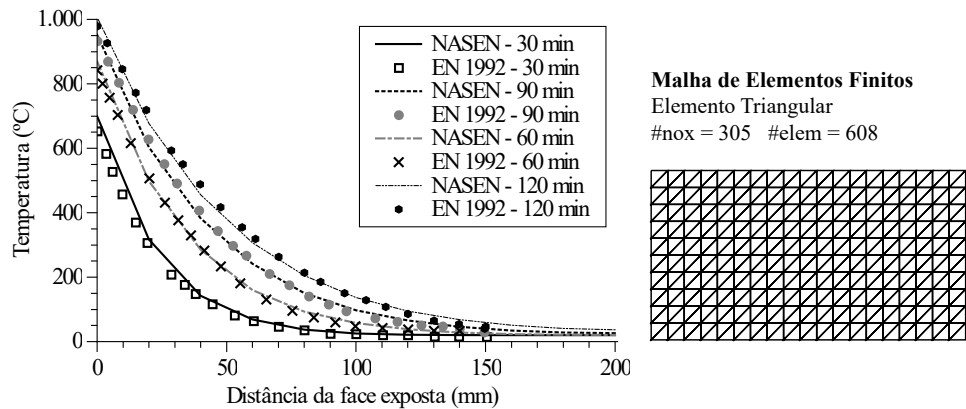 1.000
800
600
400
200
0
Temperatura (ºC)
0
50
100
150
200
Distância da face exposta (mm)
NASEN - 30 min
EN 1992 - 30 min
NASEN - 90 min
EN 1992 - 90 min
NASEN - 60 min
EN 1992 - 60 min
NASEN - 120 min
EN 1992 - 120 min
Malha de Elementos Finitos
Elemento Triangular
#nox = 305 #elem = 608